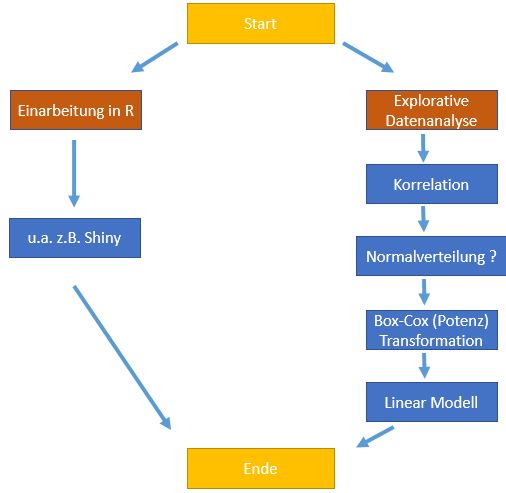 Start
Einarbeitung in R
u.a. z.B. Shiny
Explorative
Datenanalyse
Korrelation
Normalverteilung ?
Box-Cox (Potenz)
Transformation
Linear Modell
Ende